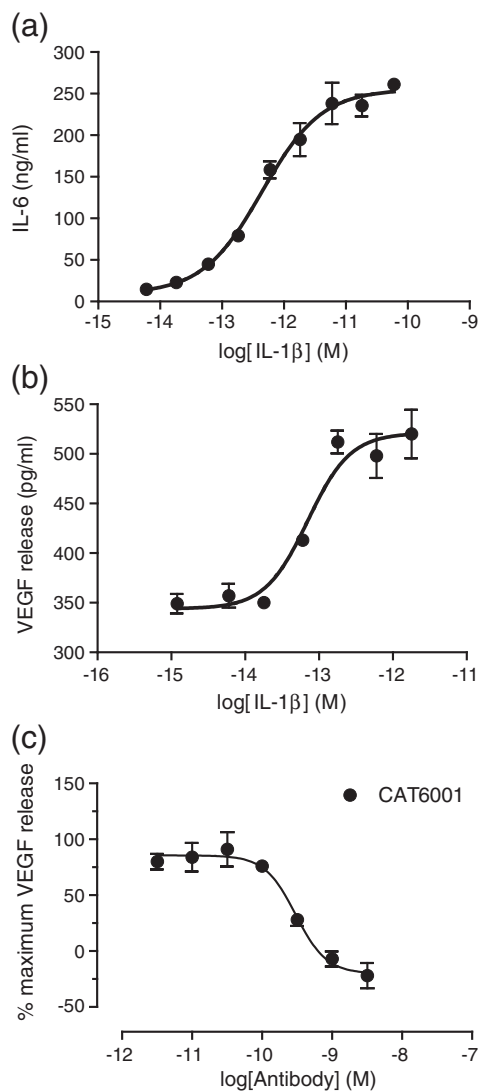 (a)
IL-6 (ng/ml)
300
250
200
150
100
50
0
-15 -14 -13 -12 -11 -10 -9
log[IL-1β] (M)
(b)
VEGF release (pg/ml)
550
500
450
400
350
300
-16 -15 -14 -13 -12 -11
log[IL-1β] (M)
(c)
% maximum VEGF release
150
100
50
0
-50
CAT6001
-12 -11 -10 -9 -8 -7
log[Antibody] (M)